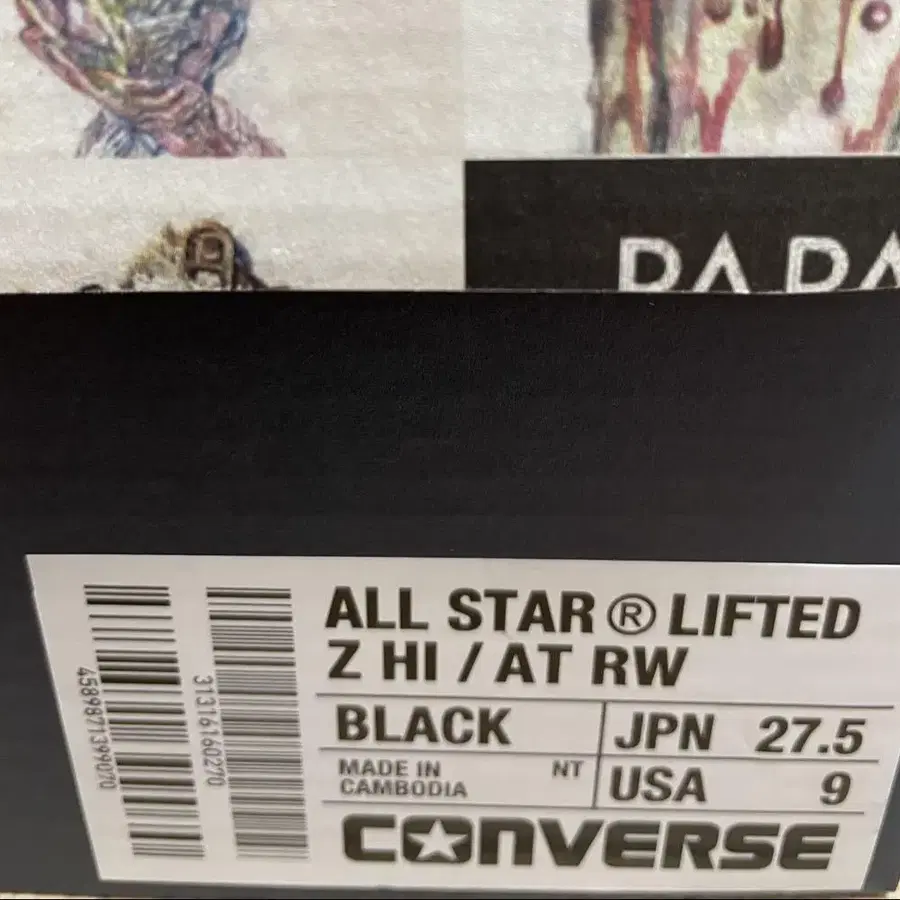 ALL STAR® LIFTED
Z HI / AT RW
BLACK
JPN 27.5
MADE IN
CAMBODIA
NT
USA 9
CONVERSE
4589871399070
31316160270